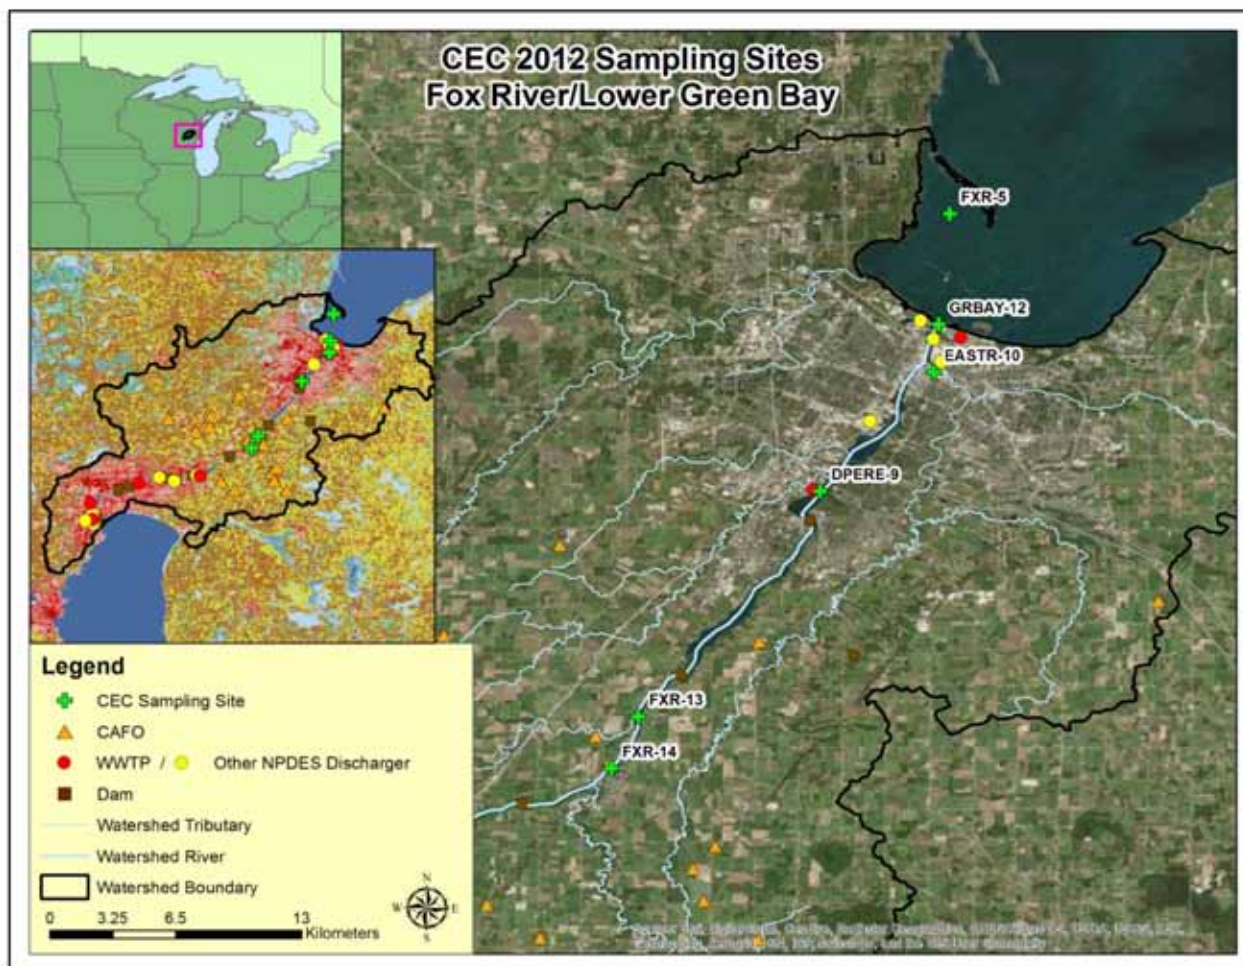 CEC 2012 Sampling Sites
Fox River/Lower Green Bay
FXR-5
GRBAY-12
EASTR-10
DPERE-9
FXR-13
FXR-14
Legend
CEC Sampling Site
CAFO
WWTP / Other NPDES Discharger
Dam
Watershed Tributary
Watershed River
Watershed Boundary
N
W E
S
0 3.25 6.5 13
Kilometers